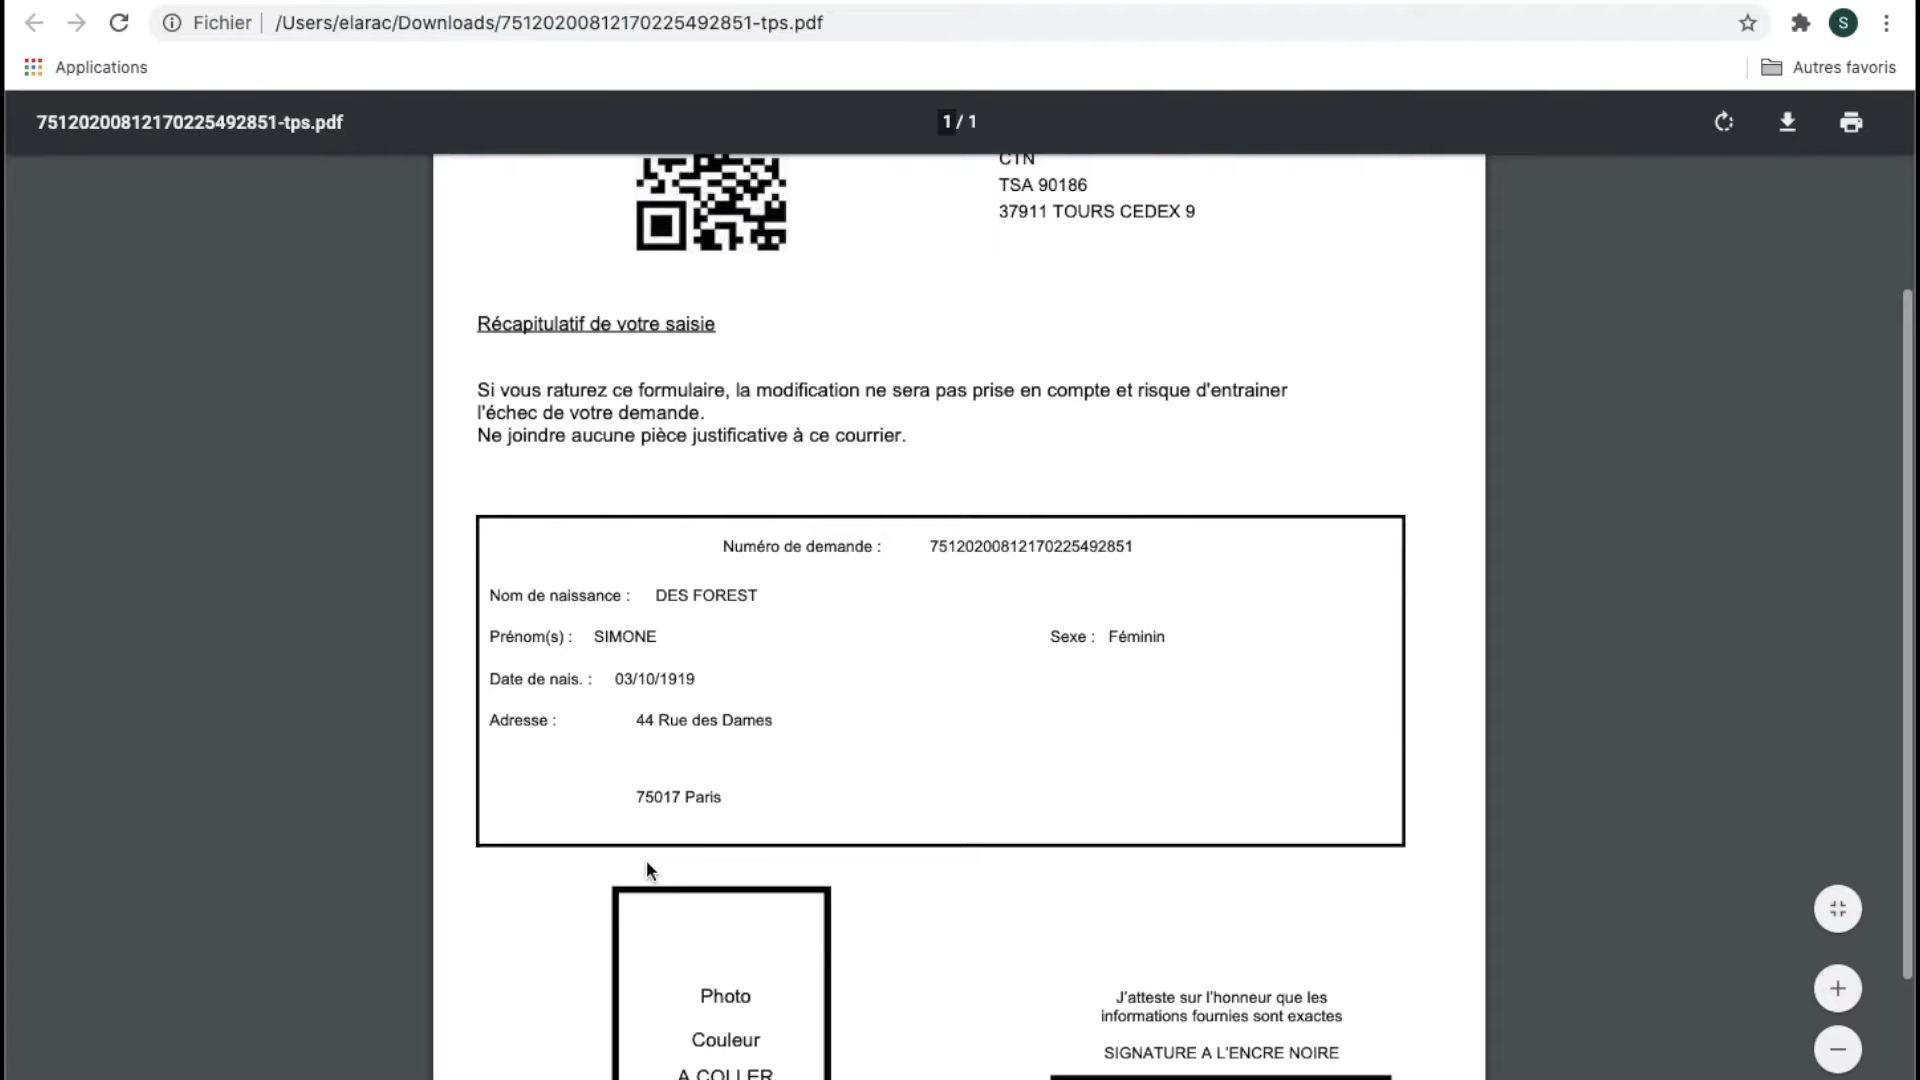 Fichier
/Users/elarac/Downloads/75120200812170225492851-tps.pdf
S
Applications
Autres favoris
75120200812170225492851-tps.pdf
1 / 1
CTN
TSA 90186
37911 TOURS CEDEX 9
Récapitulatif de votre saisie
Si vous raturez ce formulaire, la modification ne sera pas prise en compte et risque d'entrainer
l'échec de votre demande.
Ne joindre aucune pièce justificative à ce courrier.
Numéro de demande : 75120200812170225492851
Nom de naissance : DES FOREST
Prénom(s) : SIMONE
Sexe : Féminin
Date de nais. : 03/10/1919
Adresse : 44 Rue des Dames
75017 Paris
Photo
Couleur
A COLLER
J'atteste sur l'honneur que les
informations fournies sont exactes
SIGNATURE A L'ENCRE NOIRE